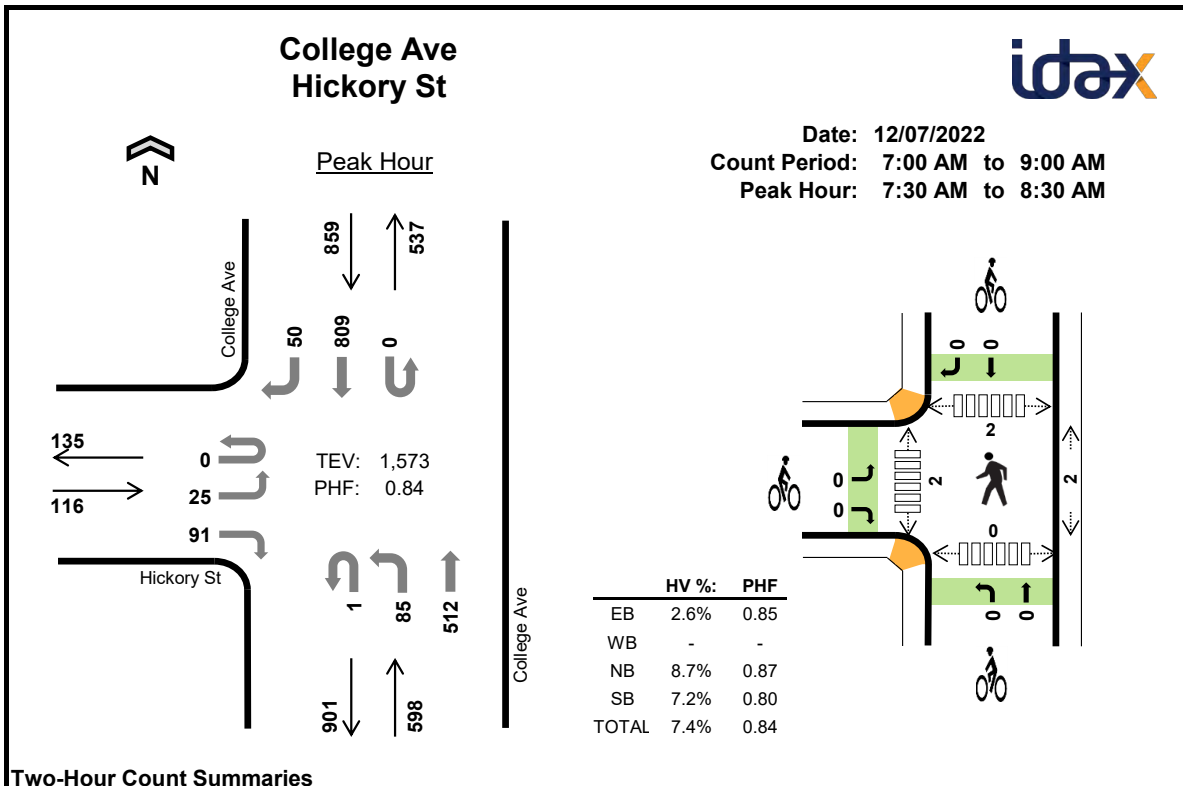 College Ave
Hickory St
idax
Date: 12/07/2022
Count Period: 7:00 AM to 9:00 AM
Peak Hour: 7:30 AM to 8:30 AM
N
Peak Hour
859
537
College Ave
50
809
0
135
0
TEV: 1,573
116
25
PHF: 0.84
91
Hickory St
1
85
512
College Ave
901
598
0
0
2
0
0
2
2
0
0
0
HV %: PHF
EB 2.6% 0.85
WB - -
NB 8.7% 0.87
SB 7.2% 0.80
TOTAL 7.4% 0.84
Two-Hour Count Summaries